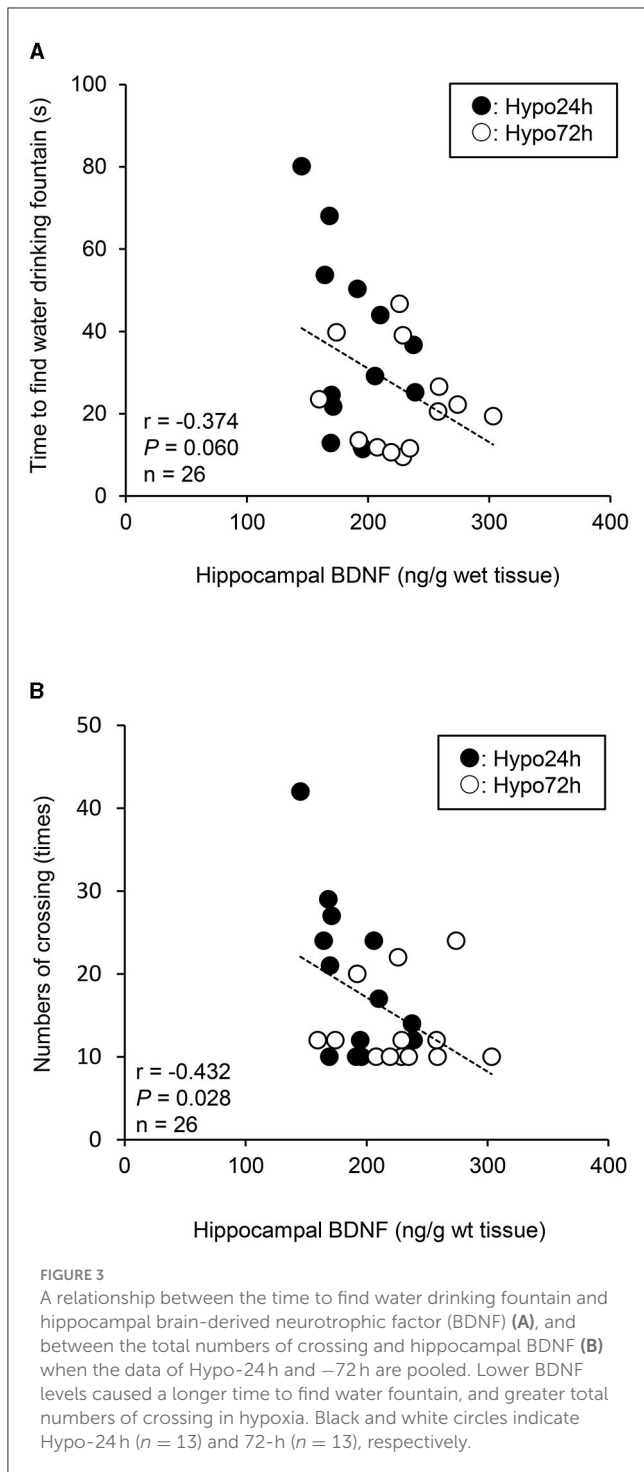 A
100
80
60
40
20
0
Time to find water drinking fountain (s)
●: Hypo24h
○: Hypo72h
r = -0.374
P = 0.060
n = 26
0 100 200 300 400
Hippocampal BDNF (ng/g wet tissue)
B
50
40
30
20
10
0
Numbers of crossing (times)
●: Hypo24h
○: Hypo72h
r = -0.432
P = 0.028
n = 26
0 100 200 300 400
Hippocampal BDNF (ng/g wt tissue)
FIGURE 3
A relationship between the time to find water drinking fountain and
hippocampal brain-derived neurotrophic factor (BDNF) (A), and
between the total numbers of crossing and hippocampal BDNF (B)
when the data of Hypo-24 h and −72 h are pooled. Lower BDNF
levels caused a longer time to find water fountain, and greater total
numbers of crossing in hypoxia. Black and white circles indicate
Hypo-24 h (n = 13) and 72-h (n = 13), respectively.